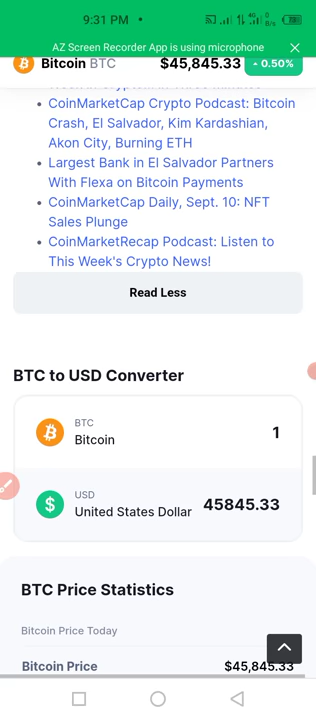 9:31 PM
4G
0
B/s
AZ Screen Recorder App is using microphone
Bitcoin BTC $45,845.33 0.50%
• CoinMarketCap Crypto Podcast: Bitcoin
Crash, El Salvador, Kim Kardashian,
Akon City, Burning ETH
• Largest Bank in El Salvador Partners
With Flexa on Bitcoin Payments
• CoinMarketCap Daily, Sept. 10: NFT
Sales Plunge
• CoinMarketRecap Podcast: Listen to
This Week's Crypto News!
Read Less
BTC to USD Converter
BTC
Bitcoin 1
USD
United States Dollar 45845.33
BTC Price Statistics
Bitcoin Price Today
Bitcoin Price $45,845.33